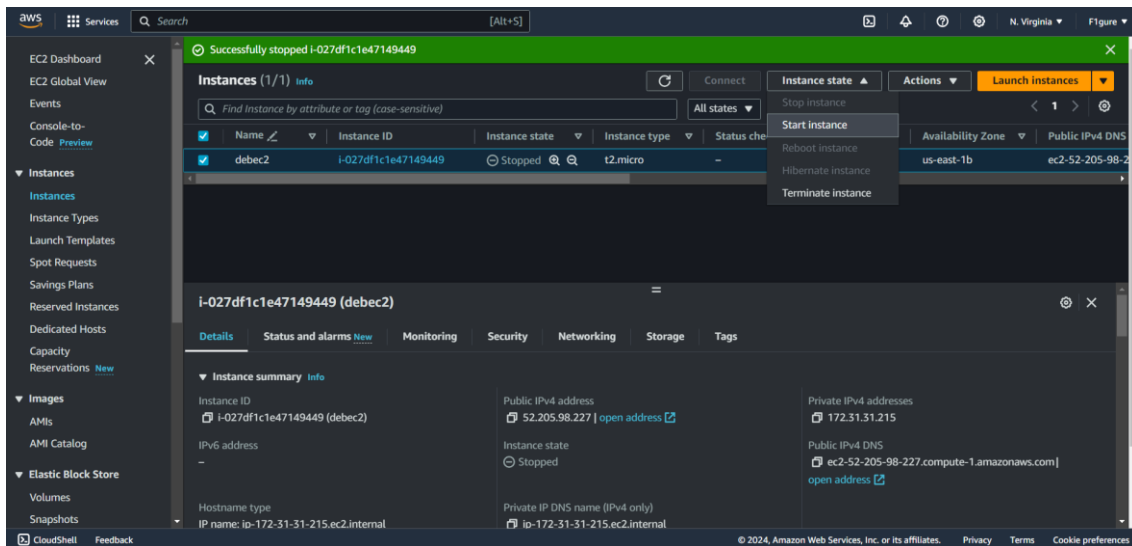 aws Services Search [Alt+S] N. Virginia F1gure
EC2 Dashboard
EC2 Global View
Events
Console-to-
Code Preview
Instances
Instances
Instance Types
Launch Templates
Spot Requests
Savings Plans
Reserved Instances
Dedicated Hosts
Capacity
Reservations New
Images
AMIs
AMI Catalog
Elastic Block Store
Volumes
Snapshots
Successfully stopped i-027df1c1e47149449
Instances (1/1) Info Connect Instance state Actions Launch instances
Find Instance by attribute or tag (case-sensitive) All states 1
Stop instance
Start instance
Reboot instance
Hibernate instance
Terminate instance
Name Instance ID Instance state Instance type Status che Availability Zone Public IPv4 DNS
debec2 i-027df1c1e47149449 Stopped t2.micro – us-east-1b ec2-52-205-98-2
i-027df1c1e47149449 (debec2)
Details Status and alarms New Monitoring Security Networking Storage Tags
Instance summary Info
Instance ID Public IPv4 address Private IPv4 addresses
i-027df1c1e47149449 (debec2) 52.205.98.227 | open address 172.31.31.215
IPv6 address Instance state Public IPv4 DNS
– Stopped ec2-52-205-98-227.compute-1.amazonaws.com |
open address
Hostname type Private IP DNS name (IPv4 only)
IP name: ip-172-31-31-215.ec2.internal ip-172-31-31-215.ec2.internal
CloudShell Feedback © 2024, Amazon Web Services, Inc. or its affiliates. Privacy Terms Cookie preferences